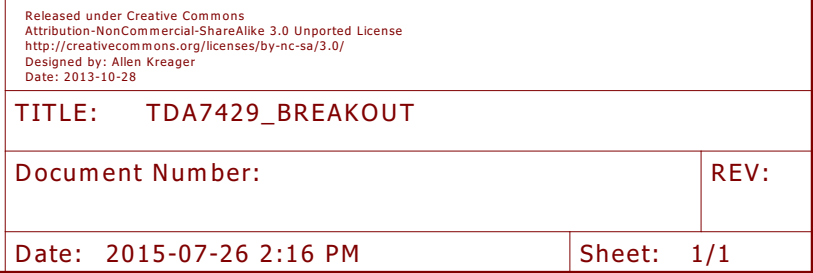 Released under Creative Commons
Attribution-NonCommercial-ShareAlike 3.0 Unported License
http://creativecommons.org/licenses/by-nc-sa/3.0/
Designed by: Allen Kreager
Date: 2013-10-28
TITLE: TDA7429_BREAKOUT
Document Number: REV:
Date: 2015-07-26 2:16 PM Sheet: 1/1